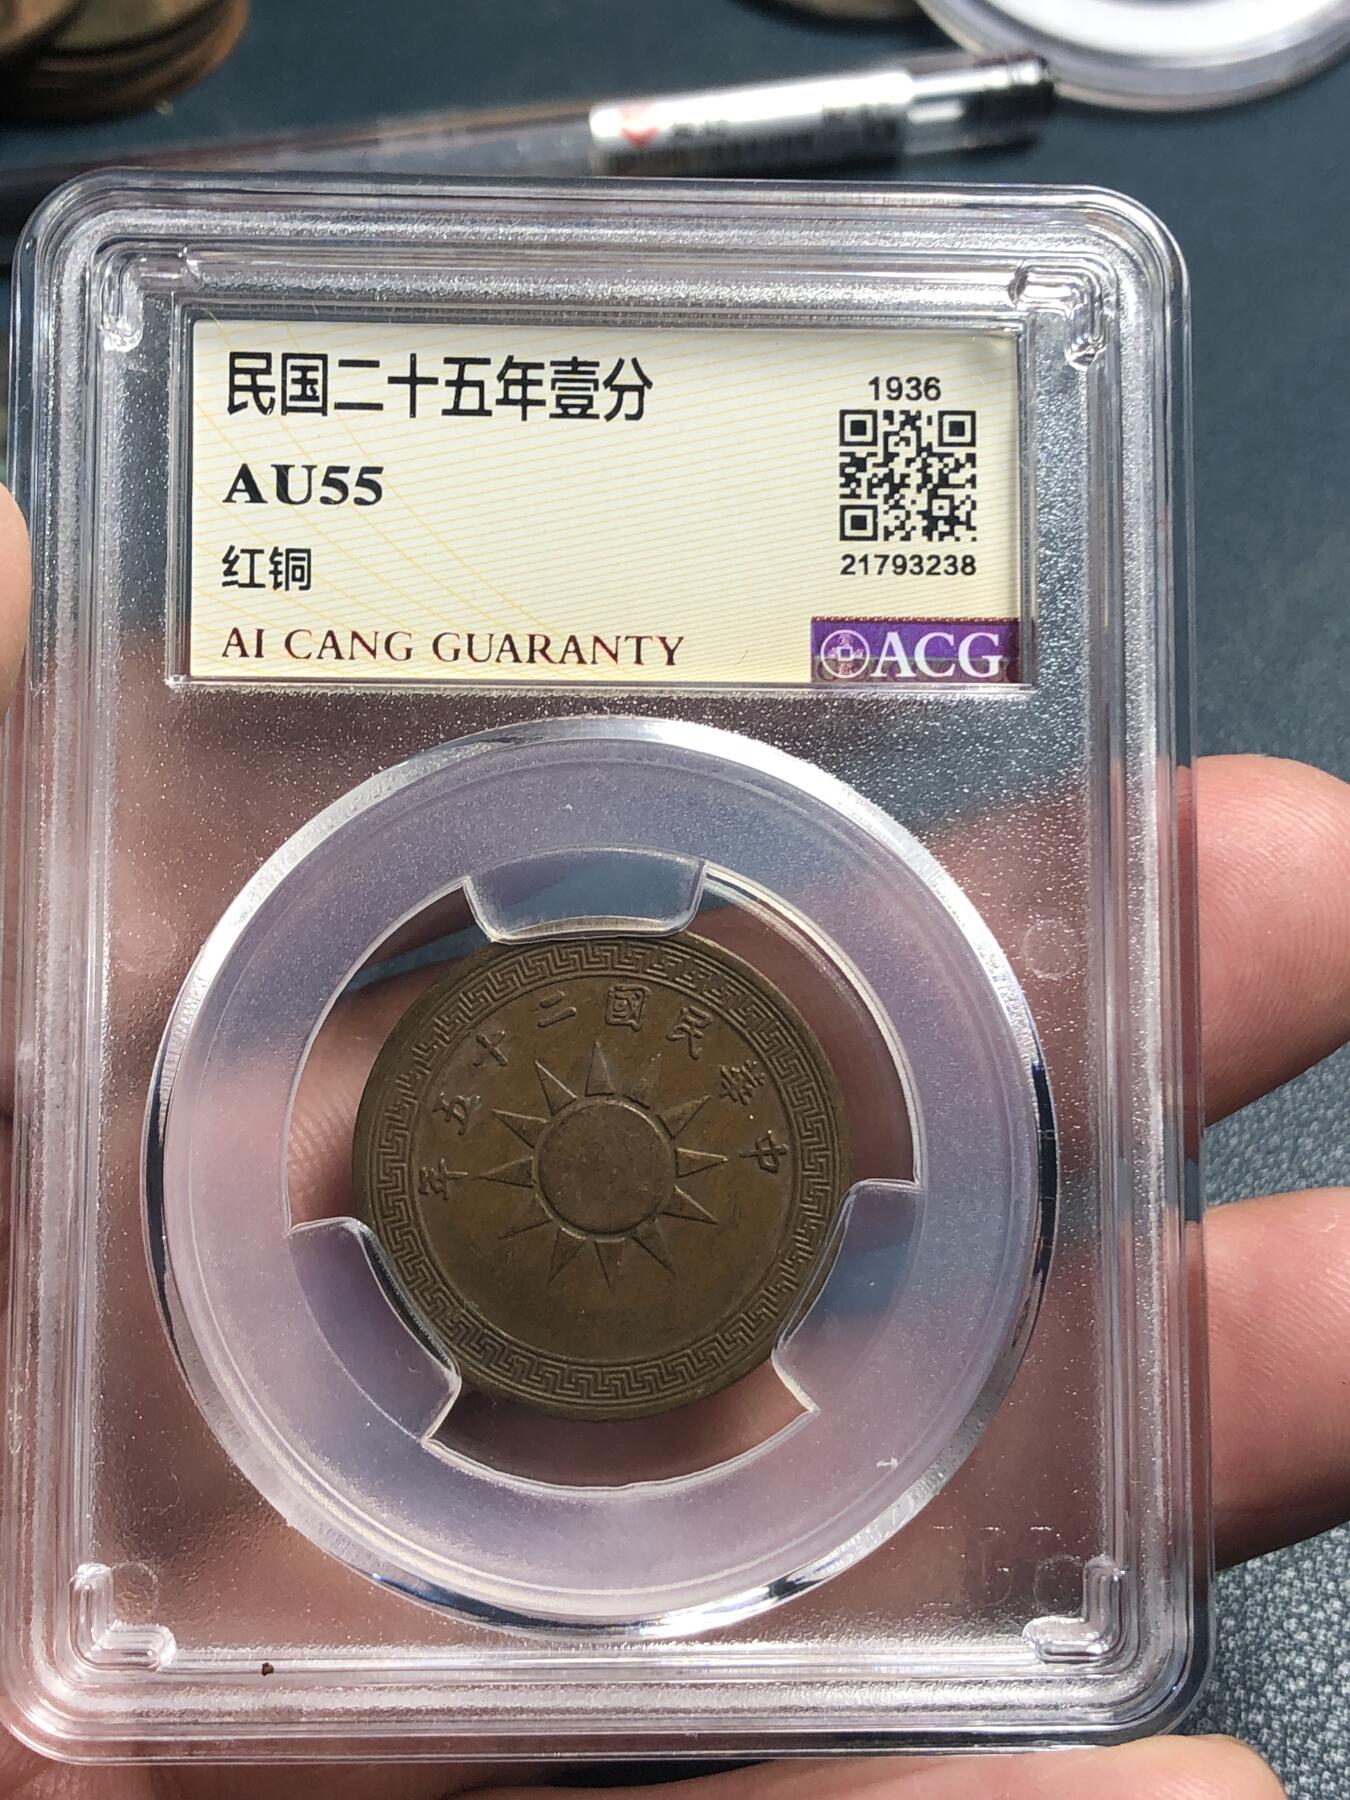 民国二十五年壹分
AU55
红铜
AI CANG GUARANTY
1936
21793238
ACG
年五十二國民華中